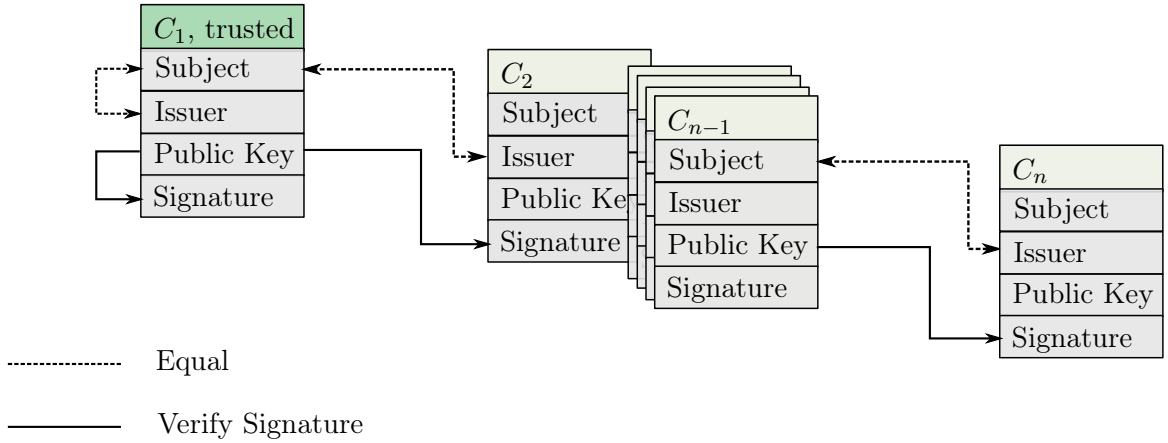 C₁, trusted
Subject
Issuer
Public Key
Signature
C₂
Subject
Issuer
Public Key
Signature
Cₙ₋₁
Subject
Issuer
Public Key
Signature
Cₙ
Subject
Issuer
Public Key
Signature
Equal
Verify Signature